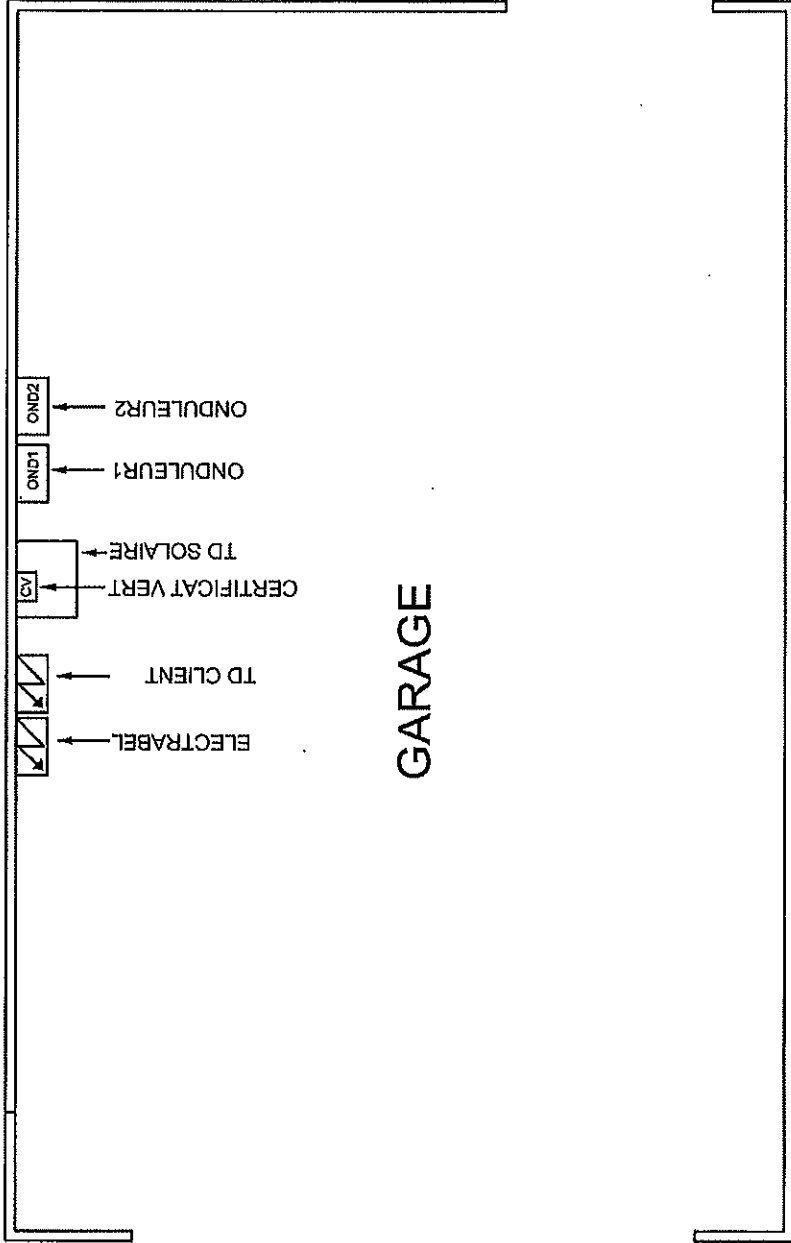 OND2
ONDULEUR2
OND1
ONDULEUR1
TD SOLAIRE
CV
CERTIFICAT VERT
TD CLIENT
ELECTRABEL
GARAGE